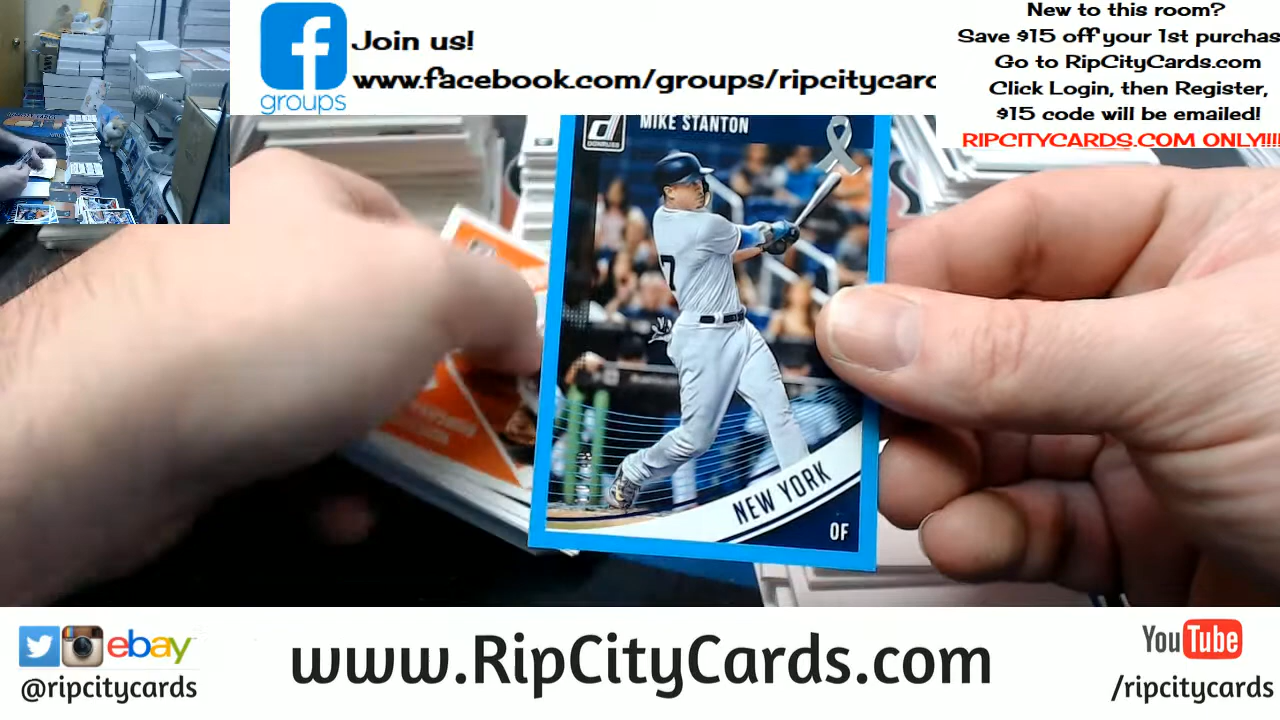 f
groups
Join us!
www.facebook.com/groups/ripcitycarc
New to this room?
Save $15 off your 1st purchas
Go to RipCityCards.com
Click Login, then Register,
$15 code will be emailed!
RIPCITYCARDS.COM ONLY!!!!
d
DONRUSS
MIKE STANTON
7
NEW YORK
OF
ebay
@ripcitycards
www.RipCityCards.com
YouTube
/ripcitycards